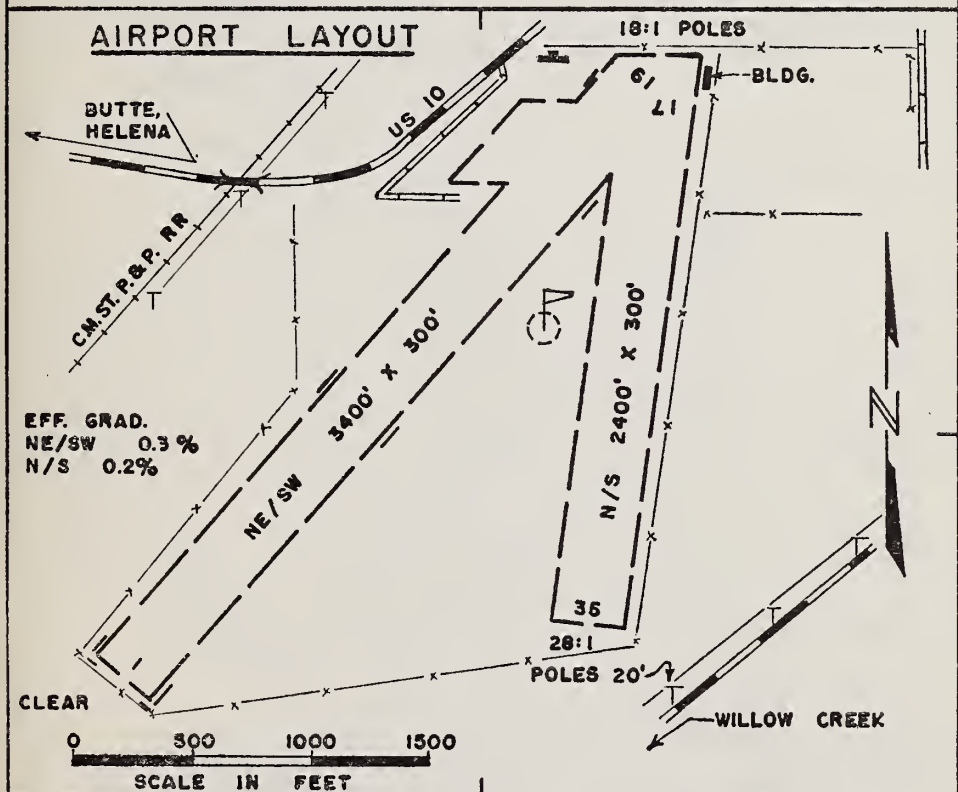 AIRPORT LAYOUT
18:1 POLES
BLDG.
19
17
BUTTE,
HELENA
US 10
C.M. ST. P. & P. RR
T
T
T
3400' X 300'
NE/SW
N/S 2400' X 300'
EFF. GRAD.
NE/SW 0.3%
N/S 0.2%
N
1
35
28:1
POLES 20'
T
T
T
CLEAR
WILLOW CREEK
0 500 1000 1500
SCALE IN FEET